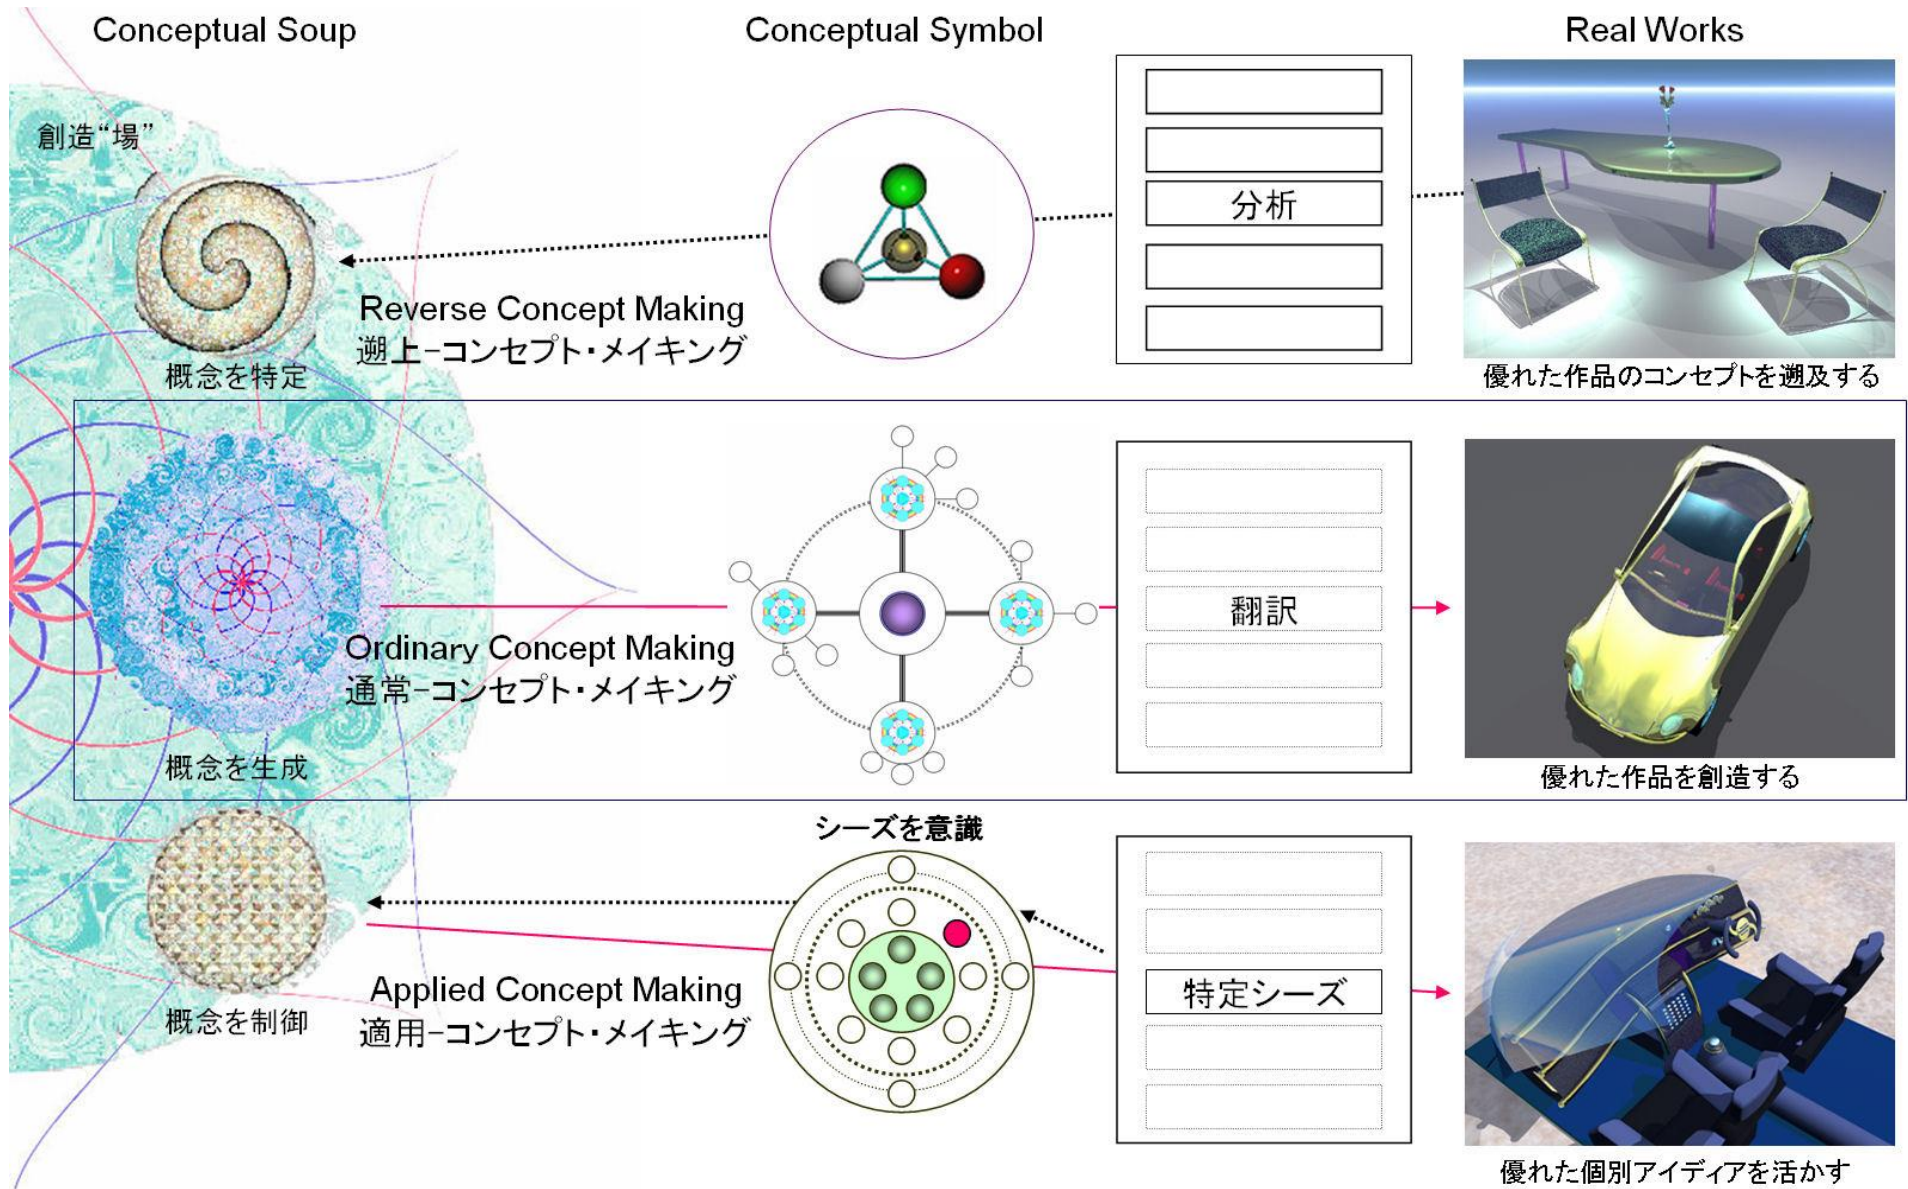 Conceptual Soup
Conceptual Symbol
Real Works
創造“場”
分析
Reverse Concept Making
遡上-コンセプト・メイキング
概念を特定
優れた作品のコンセプトを遡及する
翻訳
Ordinary Concept Making
通常-コンセプト・メイキング
概念を生成
優れた作品を創造する
シーズを意識
特定シーズ
Applied Concept Making
適用-コンセプト・メイキング
概念を制御
優れた個別アイディアを活かす